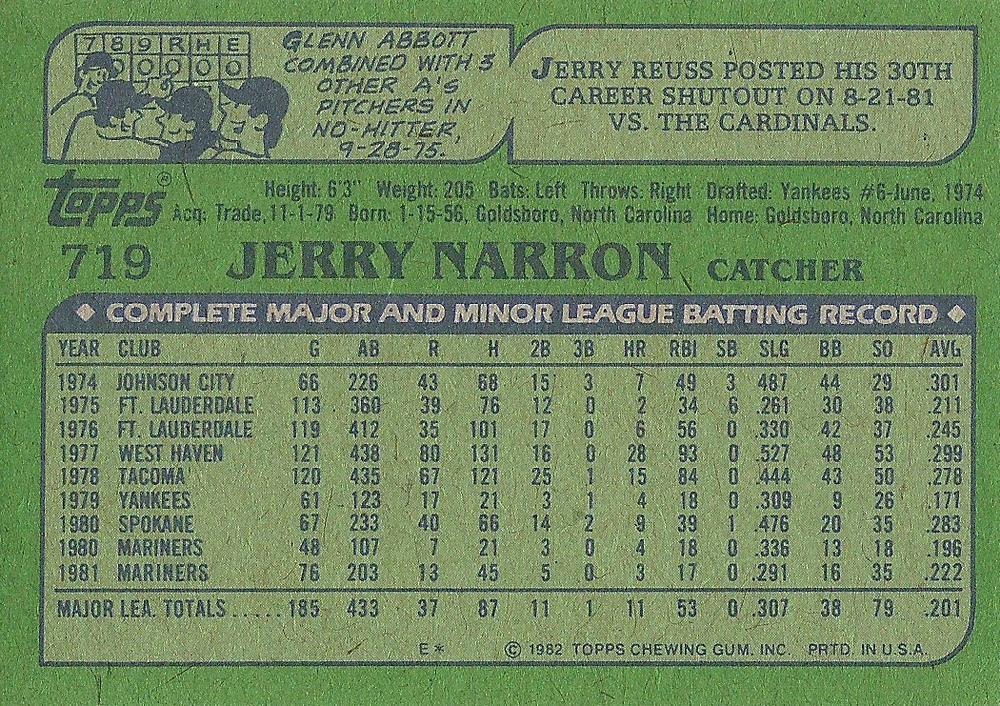 7 8 9 R H E
0 0 0 0 0
GLENN ABBOTT
COMBINED WITH 3
OTHER A'S
PITCHERS IN
NO-HITTER,
9-28-75.
JERRY REUSS POSTED HIS 30TH
CAREER SHUTOUT ON 8-21-81
VS. THE CARDINALS.
Topps®
Height: 6'3" Weight: 205 Bats: Left Throws: Right Drafted: Yankees #6-June, 1974
Acq: Trade, 11-1-79 Born: 1-15-56, Goldsboro, North Carolina Home: Goldsboro, North Carolina
719 JERRY NARRON CATCHER
◆ COMPLETE MAJOR AND MINOR LEAGUE BATTING RECORD ◆
YEAR CLUB G AB R H 2B 3B HR RBI SB SLG BB SO AVG
1974 JOHNSON CITY 66 226 43 68 15 3 7 49 3 487 44 29 .301
1975 FT. LAUDERDALE 113 360 39 76 12 0 2 34 6 .261 30 38 .211
1976 FT. LAUDERDALE 119 412 35 101 17 0 6 56 0 .330 42 37 .245
1977 WEST HAVEN 121 438 80 131 16 0 28 93 0 .527 48 53 .299
1978 TACOMA 120 435 67 121 25 1 15 84 0 .444 43 50 .278
1979 YANKEES 61 123 17 21 3 1 4 18 0 .309 9 26 .171
1980 SPOKANE 67 233 40 66 14 2 9 39 1 .476 20 35 .283
1980 MARINERS 48 107 7 21 3 0 4 18 0 .336 13 18 .196
1981 MARINERS 76 203 13 45 5 0 3 17 0 .291 16 35 .222
MAJOR LEA. TOTALS ..... 185 433 37 87 11 1 11 53 0 .307 38 79 .201
E* © 1982 TOPPS CHEWING GUM, INC. PRTD. IN U.S.A.